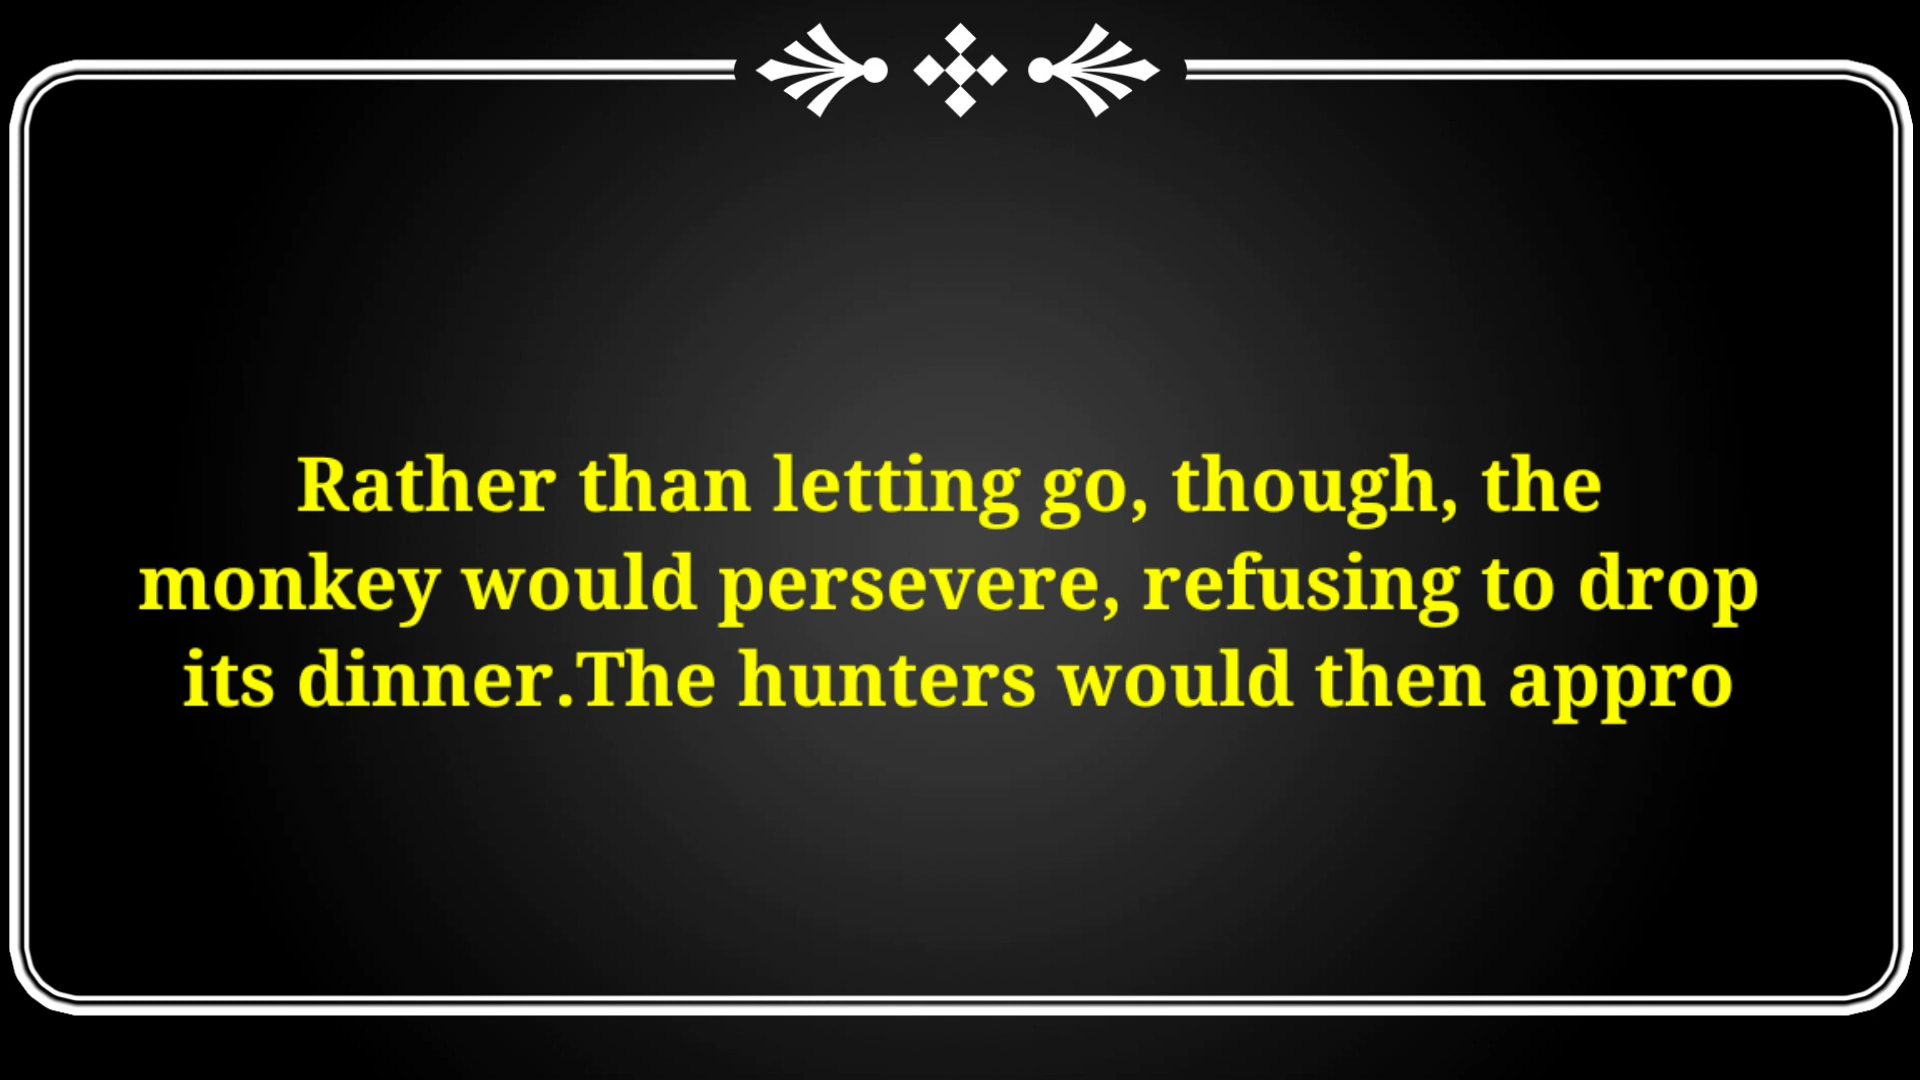 Rather than letting go, though, the
monkey would persevere, refusing to drop
its dinner.The hunters would then appro